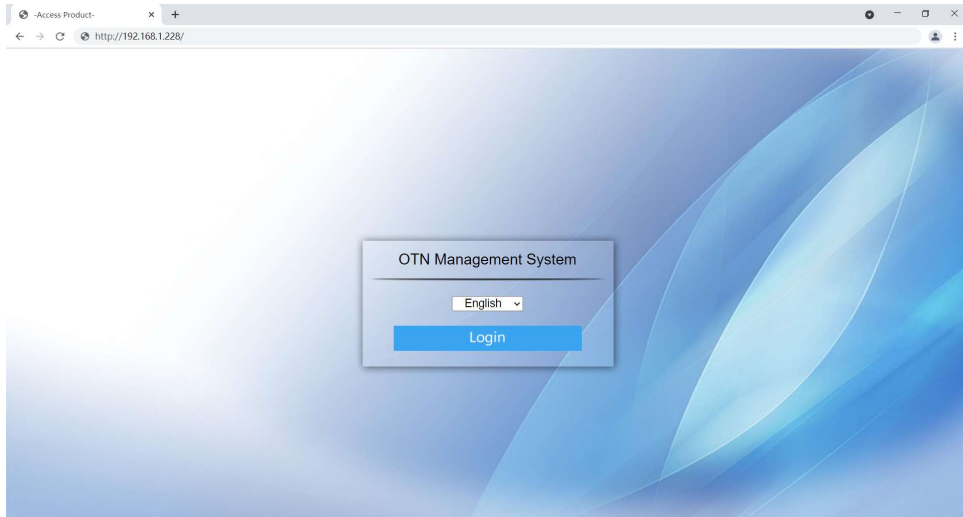 -Access Product-
http://192.168.1.228/
OTN Management System
English
Login